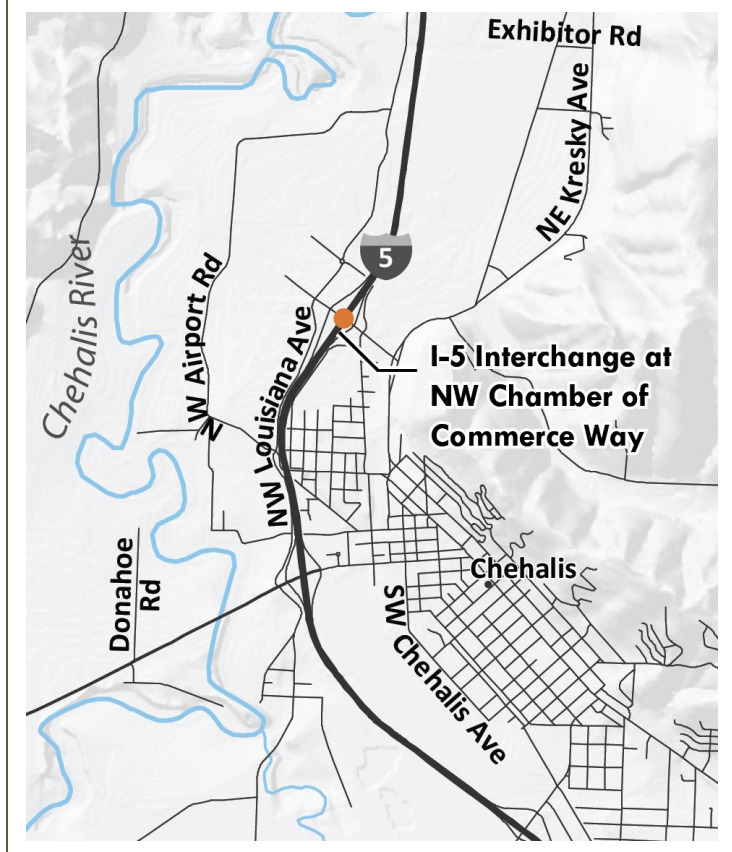 Exhibitor Rd
NE Kresky Ave
5
Chehalis River
NW Airport Rd
NW Louisiana Ave
I-5 Interchange at
NW Chamber of
Commerce Way
Donahoe
Rd
Chehalis
SW Chehalis Ave